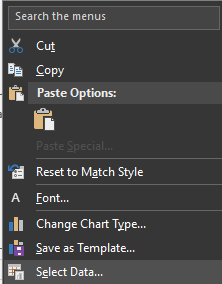 Search the menus
Cut
Copy
Paste Options:
Paste Special...
Reset to Match Style
A Font...
Change Chart Type...
Save as Template...
Select Data...